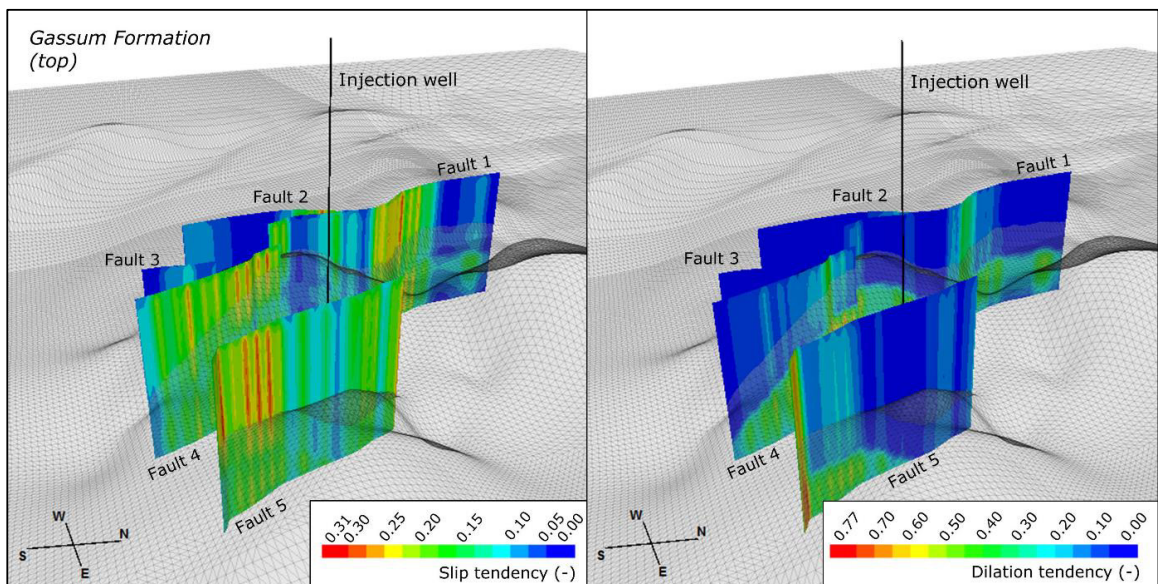 Gassum Formation
(top)
Injection well
Fault 1
Fault 2
Fault 3
Fault 4
Fault 5
W
N
S
E
0.31
0.30
0.25
0.20
0.15
0.10
0.05
0.00
Slip tendency (-)
Injection well
Fault 1
Fault 2
Fault 3
Fault 4
Fault 5
W
N
S
E
0.77
0.70
0.60
0.50
0.40
0.30
0.20
0.10
0.00
Dilation tendency (-)